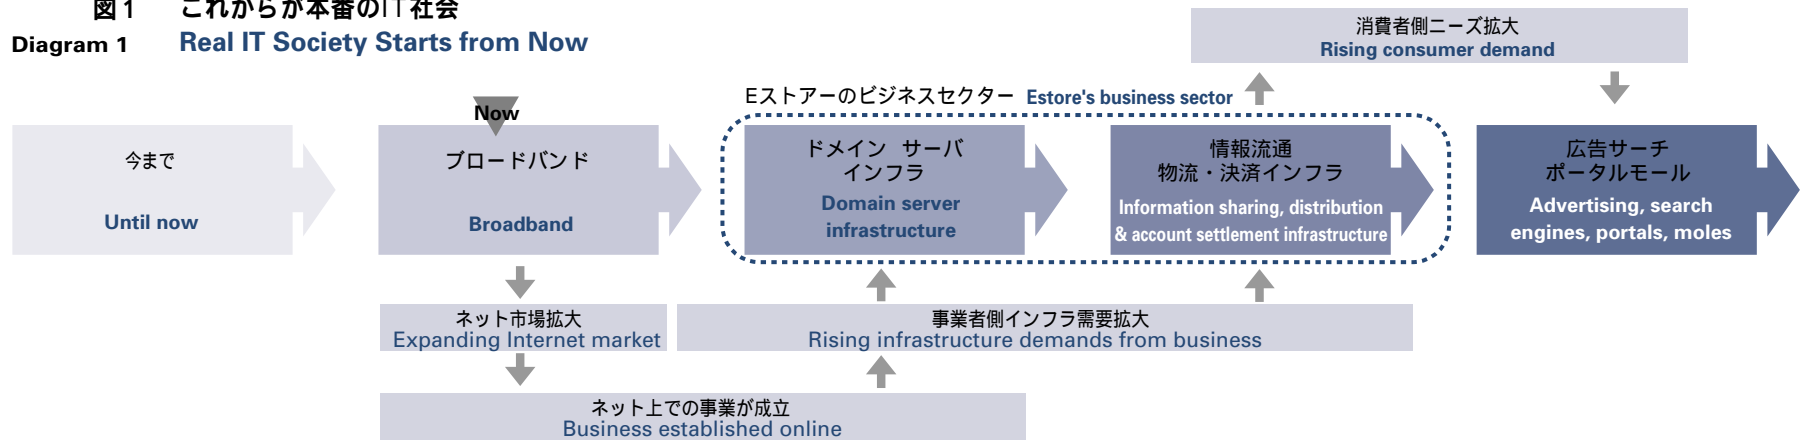 図1 これからが本番のIT社会
Diagram 1 Real IT Society Starts from Now
消費者側ニーズ拡大
Rising consumer demand
Now
Eストアーのビジネスセクター Estore's business sector
今まで
Until now
ブロードバンド
Broadband
ドメイン サーバ
インフラ
Domain server
infrastructure
情報流通
物流・決済インフラ
Information sharing, distribution
& account settlement infrastructure
広告サーチ
ポータルモール
Advertising, search
engines, portals, moles
ネット市場拡大
Expanding Internet market
事業者側インフラ需要拡大
Rising infrastructure demands from business
ネット上での事業が成立
Business established online